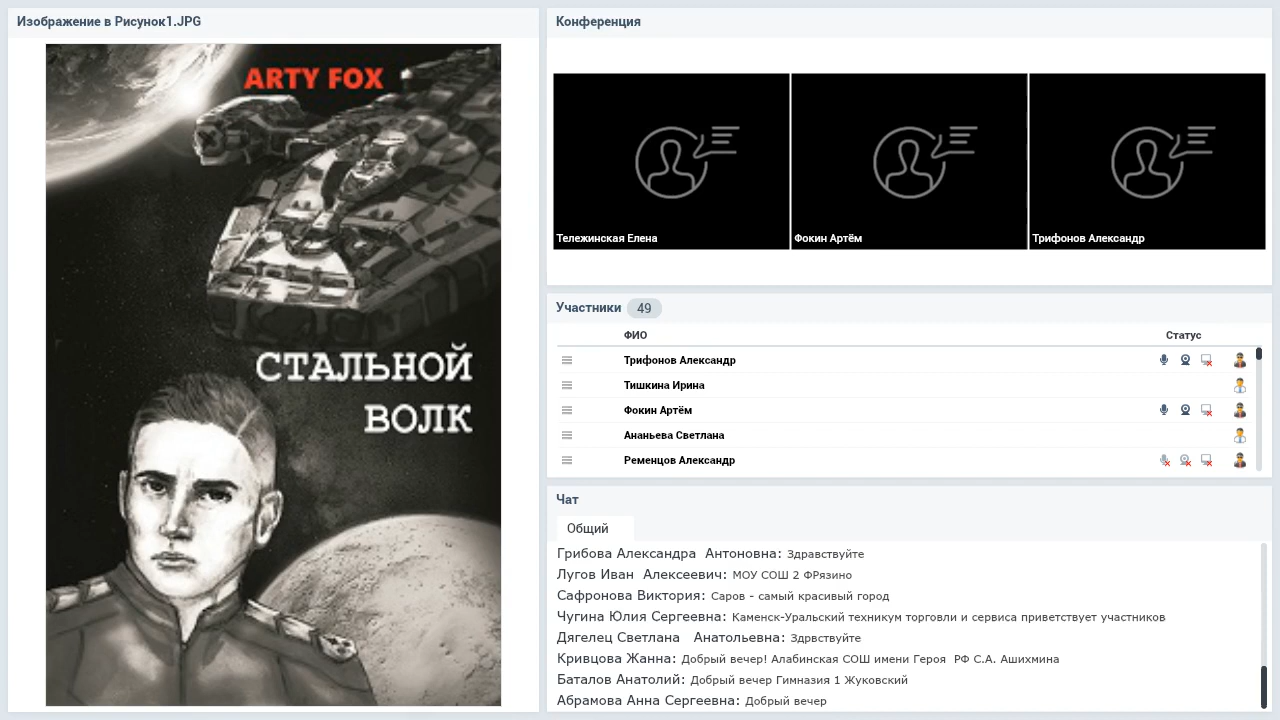 Изображение в Рисунок1.JPG
ARTY FOX
СТАЛЬНОЙ
ВОЛК
Конференция
Тележинская Елена
Фокин Артём
Трифонов Александр
Участники 49
ФИО Статус
Трифонов Александр
Тишкина Ирина
Фокин Артём
Ананьева Светлана
Ременцов Александр
Чат
Общий
Грибова Александра Антоновна: Здравствуйте
Лугов Иван Алексеевич: МОУ СОШ 2 ФРязино
Сафронова Виктория: Саров - самый красивый город
Чугина Юлия Сергеевна: Каменск-Уральский техникум торговли и сервиса приветствует участников
Дягелец Светлана Анатольевна: Здрвствуйте
Кривцова Жанна: Добрый вечер! Алабинская СОШ имени Героя РФ С.А. Ашихмина
Баталов Анатолий: Добрый вечер Гимназия 1 Жуковский
Абрамова Анна Сергеевна: Добрый вечер